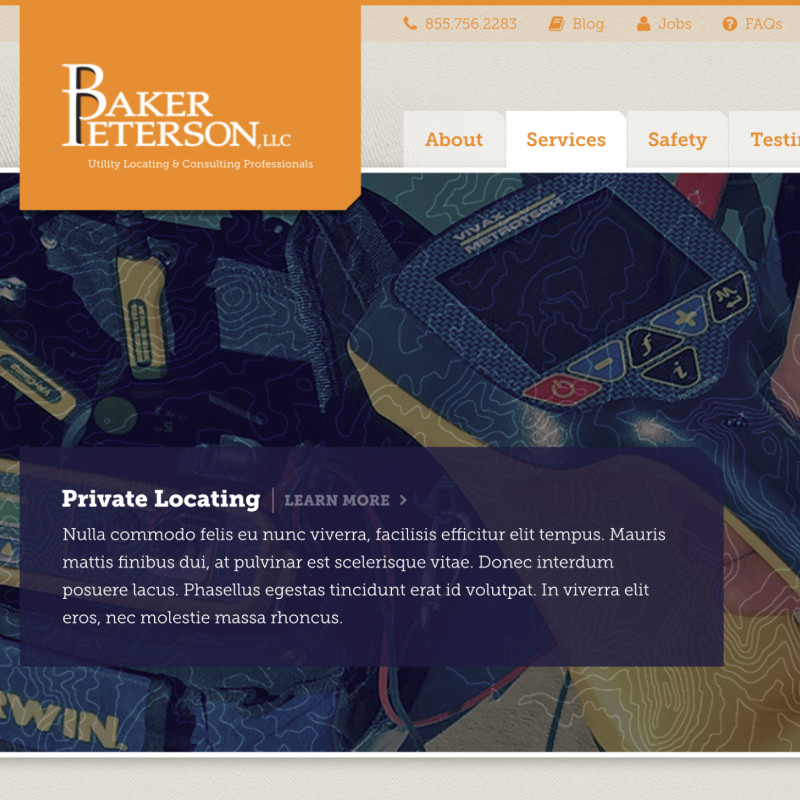 855.756.2283 Blog Jobs FAQs
BAKER
PETERSON, LLC
Utility Locating & Consulting Professionals
About Services Safety Testi
VIVAX
METROTECH
Private Locating | LEARN MORE >
Nulla commodo felis eu nunc viverra, facilisis efficitur elit tempus. Mauris
mattis finibus dui, at pulvinar est scelerisque vitae. Donec interdum
posuere lacus. Phasellus egestas tincidunt erat id volutpat. In viverra elit
eros, nec molestie massa rhoncus.
RWIN